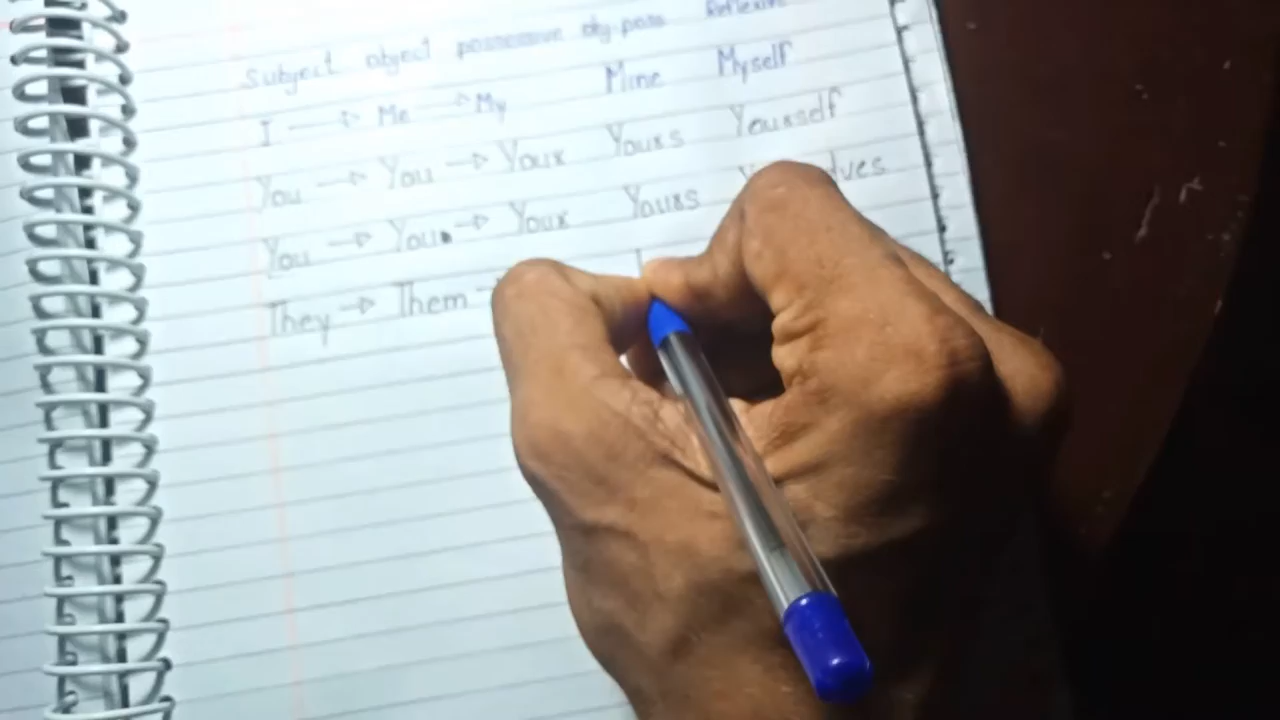 Subject object possessive obj poss Reflexive
I → Me → My Mine Myself
You → You → Your Yours Yourself
You → You → Your Yours
They → Them →